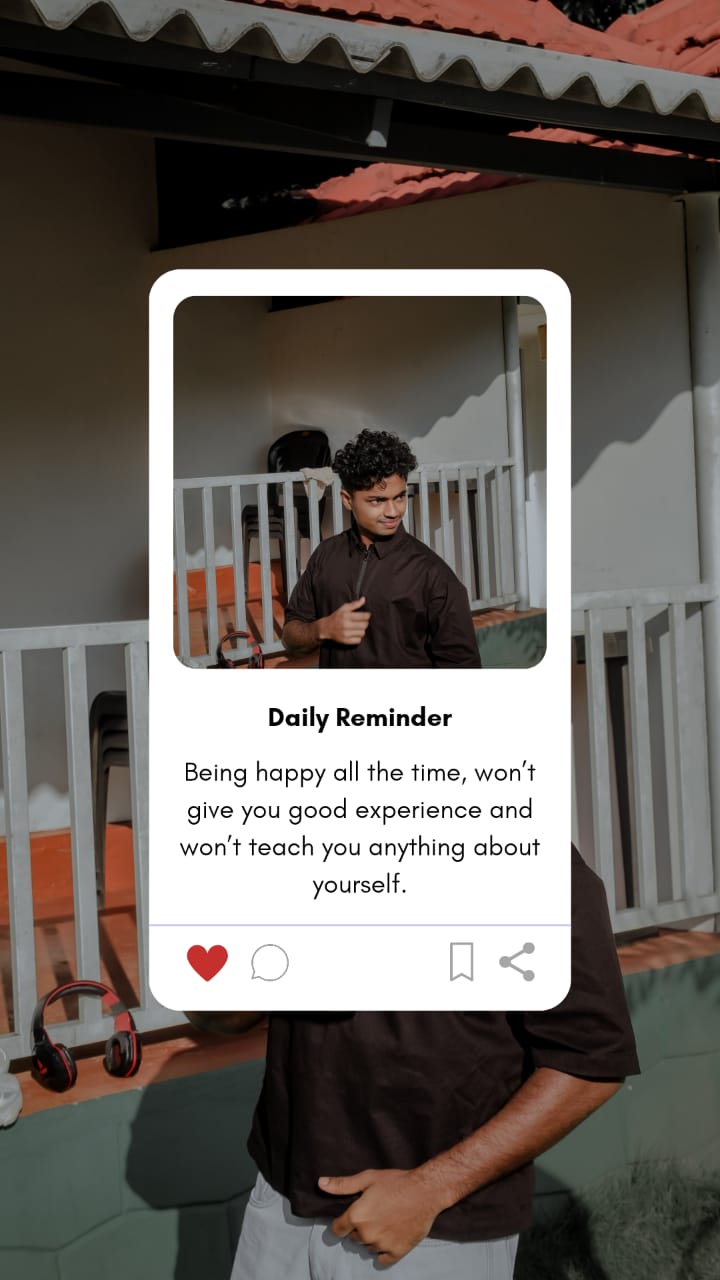 Daily Reminder
Being happy all the time, won't
give you good experience and
won't teach you anything about
yourself.